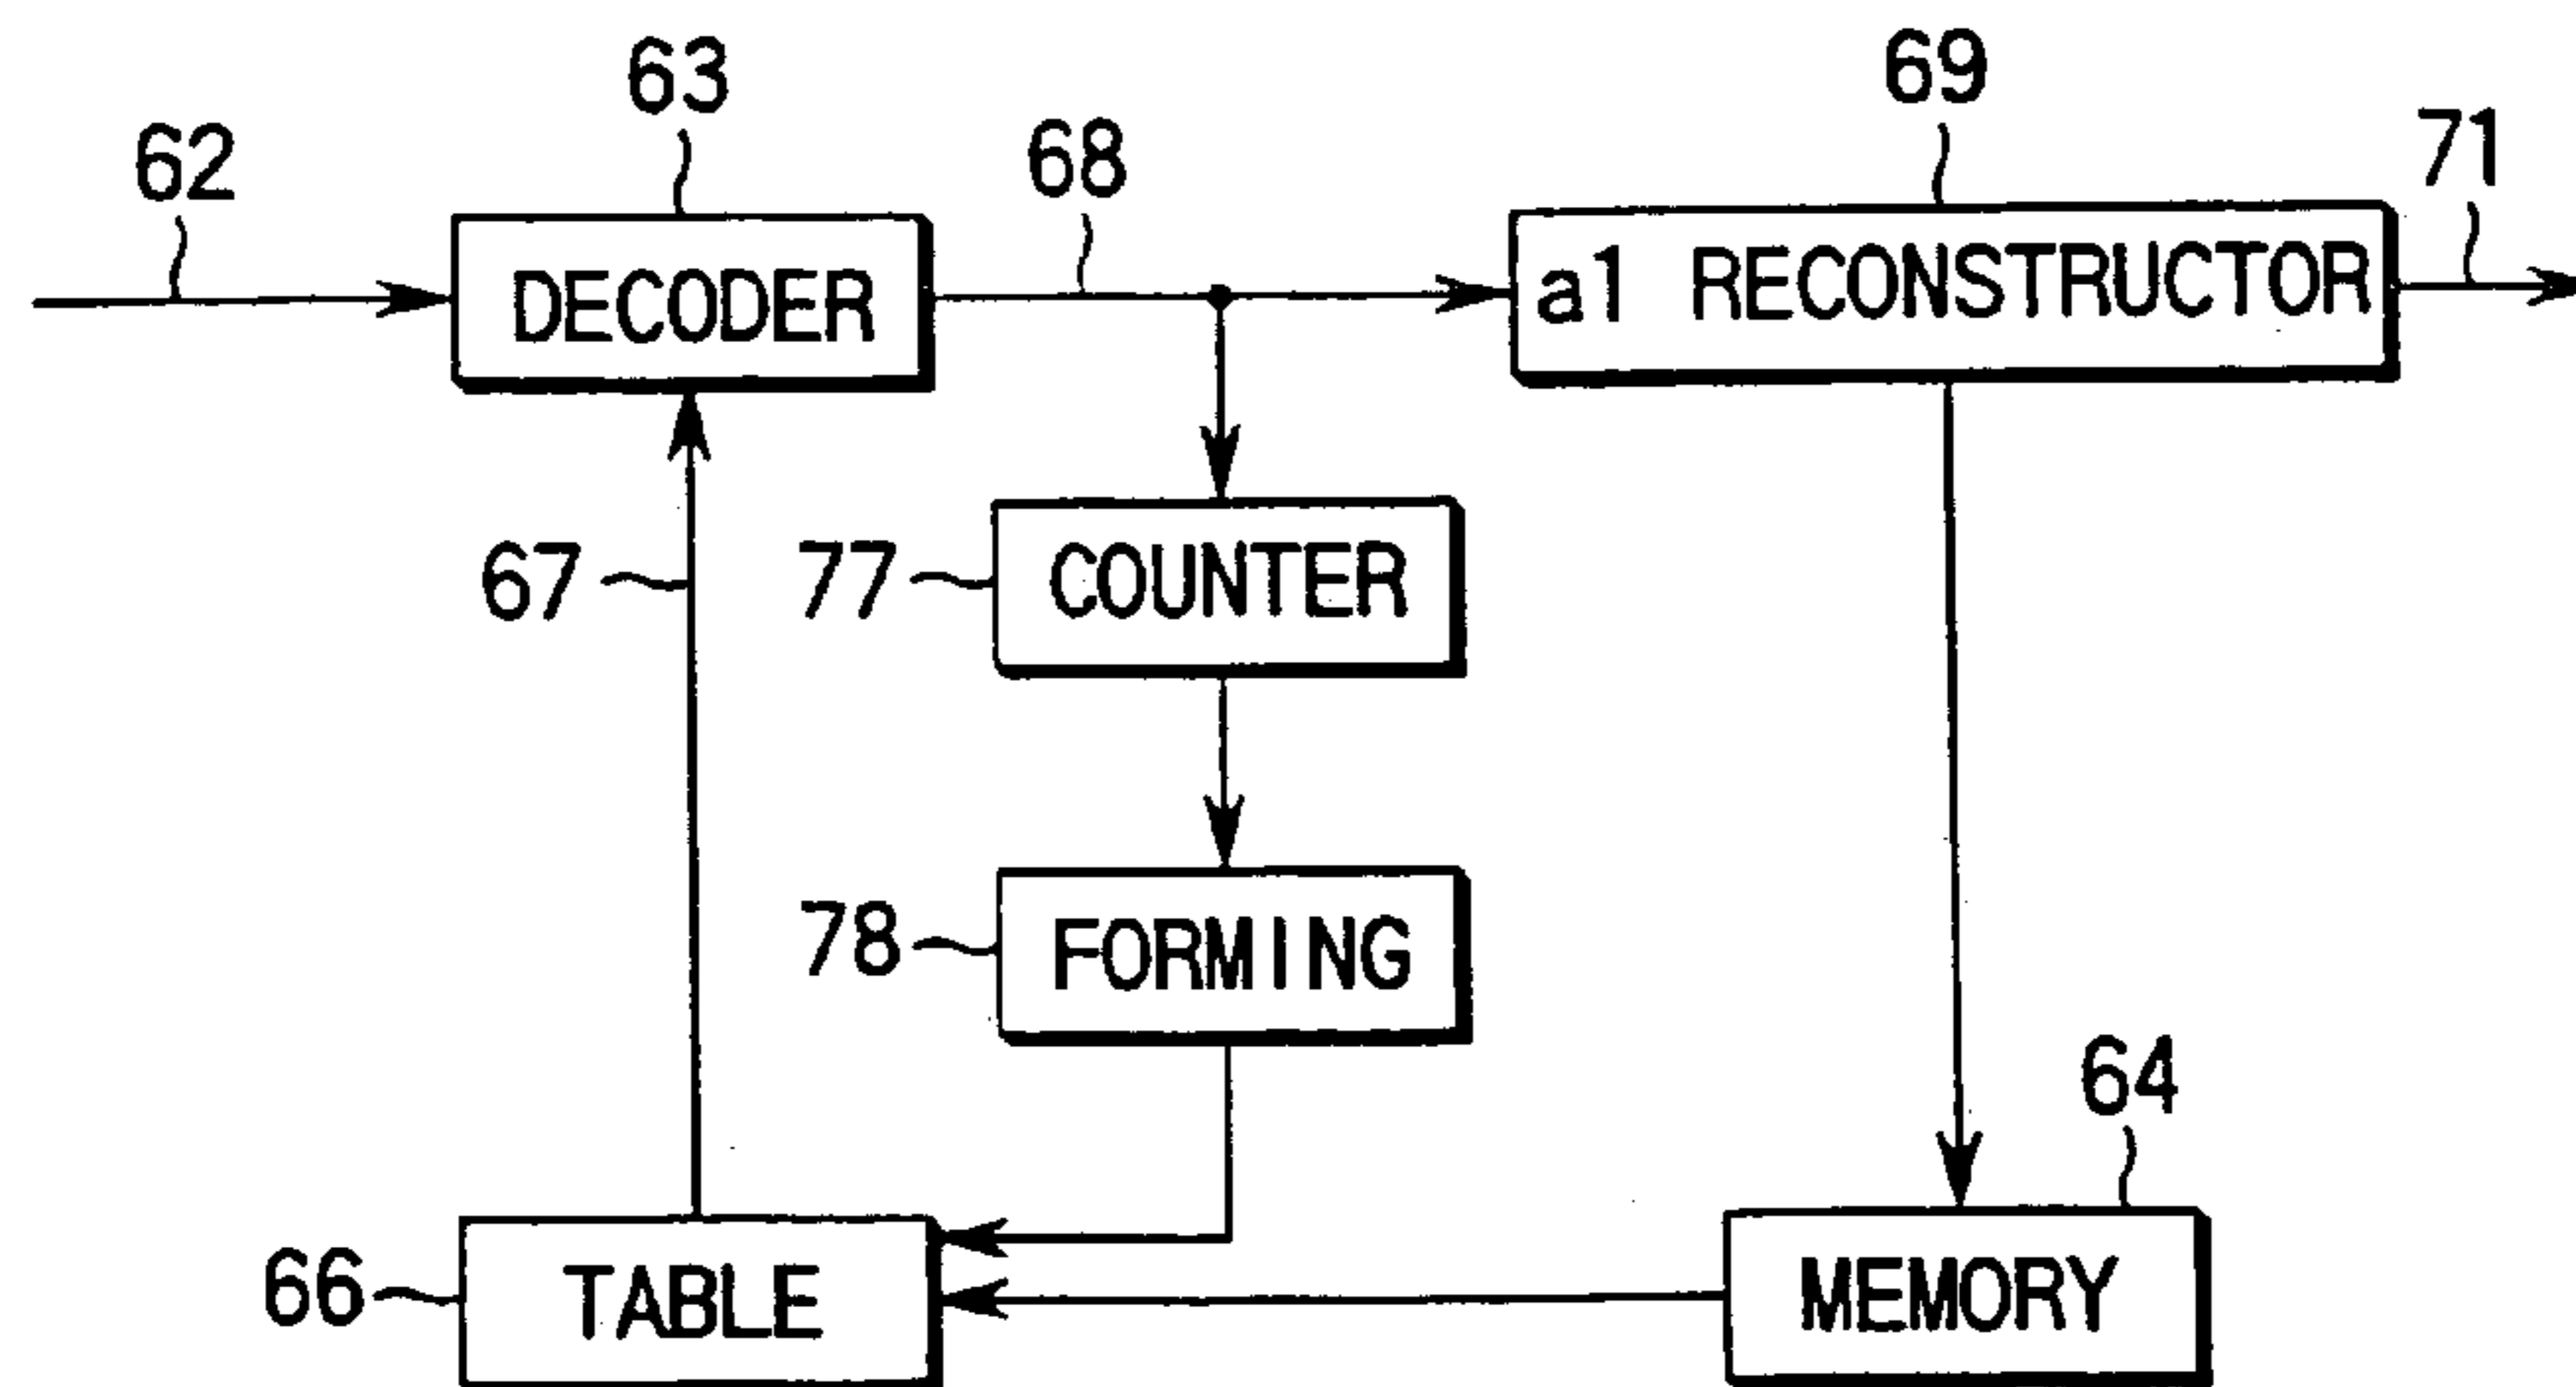 63
69
62
68
71
DECODER
a1 RECONSTRUCTOR
67
77
COUNTER
78
FORMING
64
66
TABLE
MEMORY